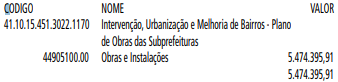 CODIGO NOME VALOR
41.10.15.451.3022.1170 Intervenção, Urbanização e Melhoria de Bairros - Plano
de Obras das Subprefeituras
44905100.00 Obras e Instalações 5.474.395,91
5.474.395,91